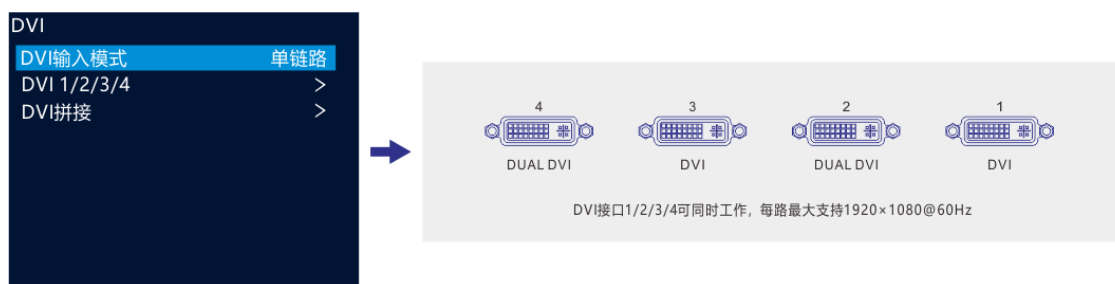 DVI
DVI输入模式 单链路
DVI 1/2/3/4 >
DVI拼接 >
4 3 2 1
DUAL DVI DVI DUAL DVI DVI
DVI接口1/2/3/4可同时工作，每路最大支持1920×1080@60Hz